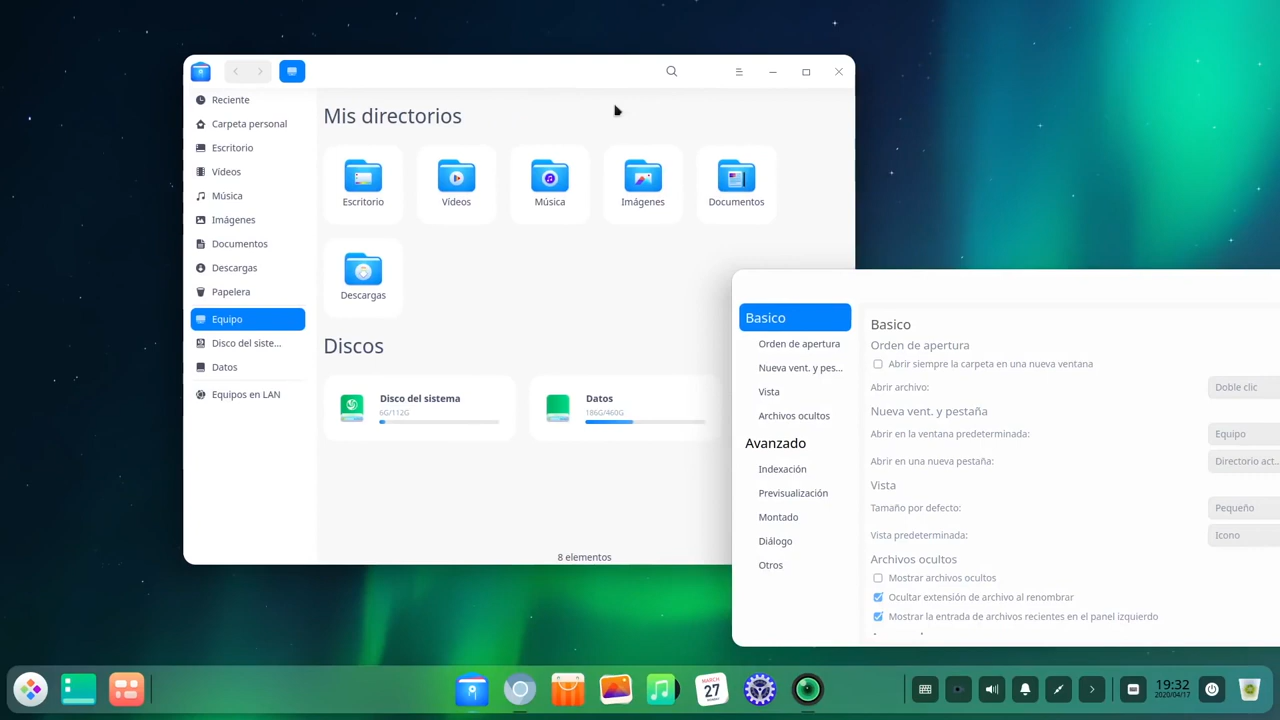 Reciente
Carpeta personal
Escritorio
Vídeos
Música
Imágenes
Documentos
Descargas
Papelera
Equipo
Disco del siste...
Datos
Equipos en LAN
Mis directorios
Escritorio
Vídeos
Música
Imágenes
Documentos
Descargas
Discos
Disco del sistema
6G/112G
Datos
186G/460G
8 elementos
Basico
Orden de apertura
Nueva vent. y pes...
Vista
Archivos ocultos
Avanzado
Indexación
Previsualización
Montado
Diálogo
Otros
Basico
Orden de apertura
Abrir siempre la carpeta en una nueva ventana
Abrir archivo:
Doble clic
Nueva vent. y pestaña
Abrir en la ventana predeterminada:
Equipo
Abrir en una nueva pestaña:
Directorio act...
Vista
Tamaño por defecto:
Pequeño
Vista predeterminada:
Icono
Archivos ocultos
Mostrar archivos ocultos
Ocultar extensión de archivo al renombrar
Mostrar la entrada de archivos recientes en el panel izquierdo
MARCH
27
19:32
2020/04/17